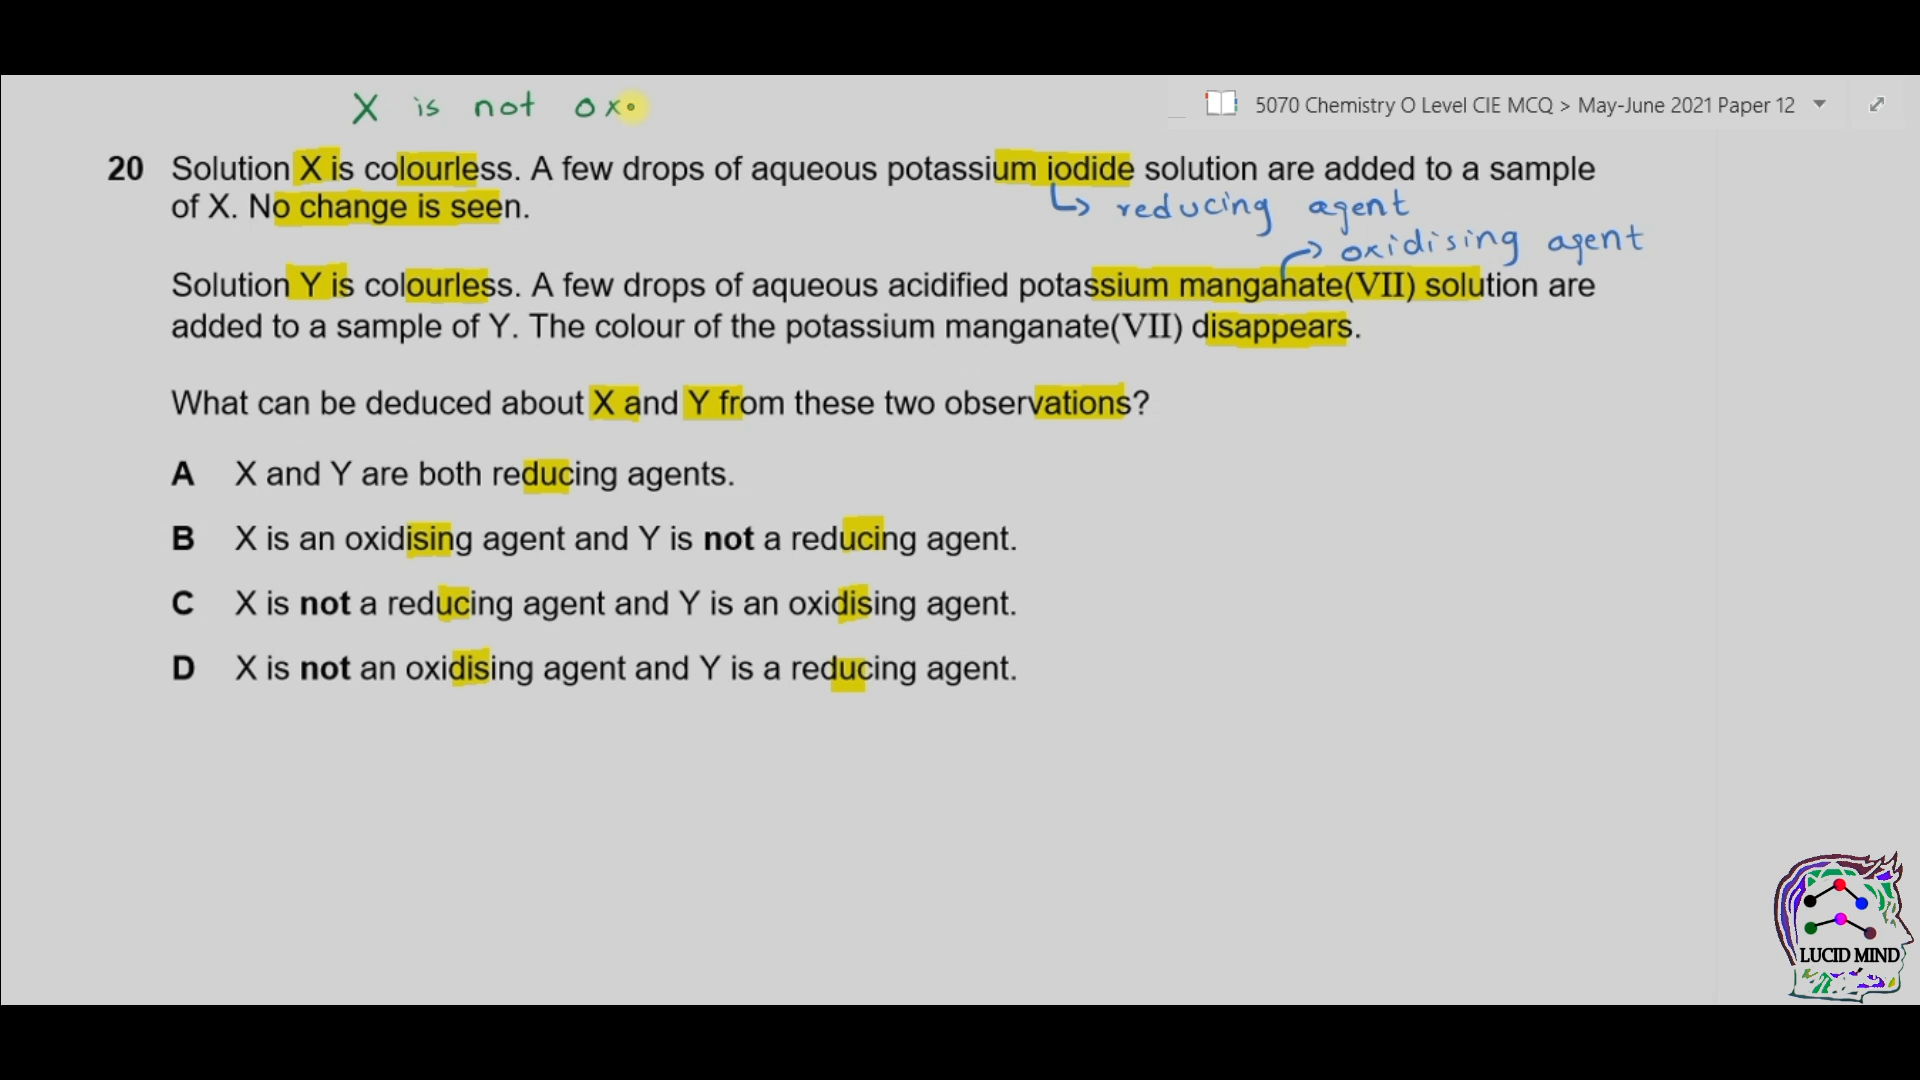 X is not ox
5070 Chemistry O Level CIE MCQ > May-June 2021 Paper 12
20 Solution X is colourless. A few drops of aqueous potassium iodide solution are added to a sample
of X. No change is seen.
reducing agent
oxidising agent
Solution Y is colourless. A few drops of aqueous acidified potassium manganate(VII) solution are
added to a sample of Y. The colour of the potassium manganate(VII) disappears.
What can be deduced about X and Y from these two observations?
A X and Y are both reducing agents.
B X is an oxidising agent and Y is not a reducing agent.
C X is not a reducing agent and Y is an oxidising agent.
D X is not an oxidising agent and Y is a reducing agent.
LUCID MIND